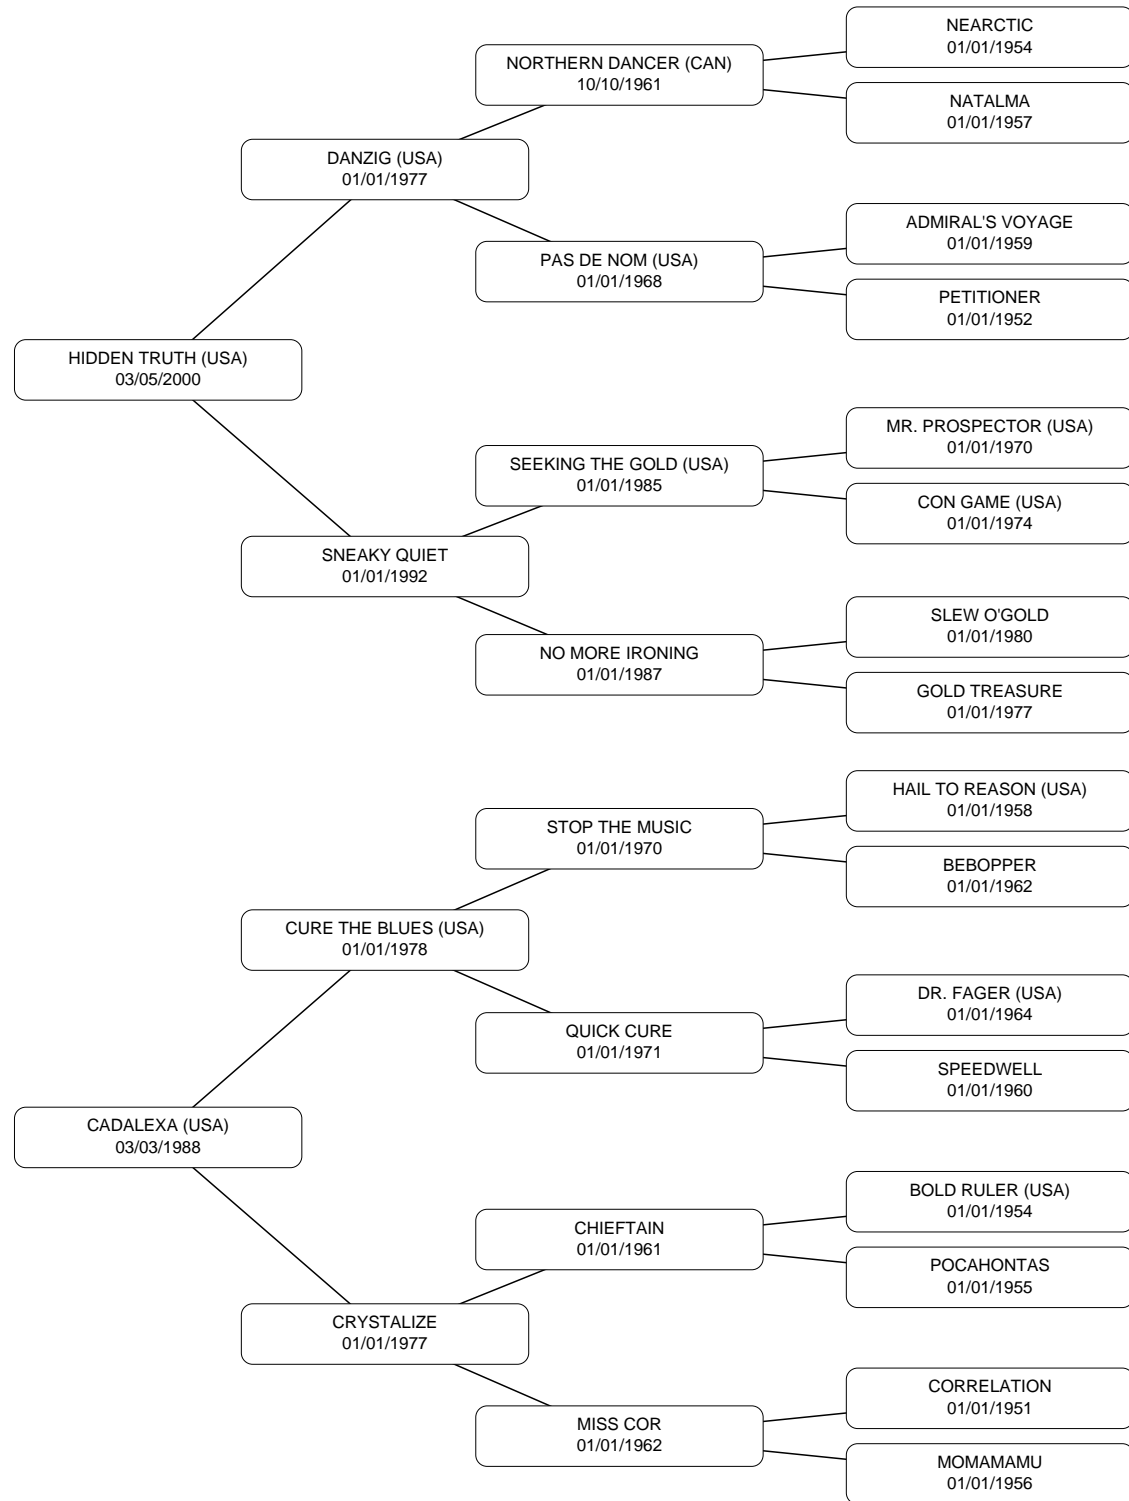 NEARCTIC
01/01/1954
NORTHERN DANCER (CAN)
10/10/1961
NATALMA
01/01/1957
DANZIG (USA)
01/01/1977
ADMIRAL'S VOYAGE
01/01/1959
PAS DE NOM (USA)
01/01/1968
PETITIONER
01/01/1952
HIDDEN TRUTH (USA)
03/05/2000
MR. PROSPECTOR (USA)
01/01/1970
SEEKING THE GOLD (USA)
01/01/1985
CON GAME (USA)
01/01/1974
SNEAKY QUIET
01/01/1992
SLEW O'GOLD
01/01/1980
NO MORE IRONING
01/01/1987
GOLD TREASURE
01/01/1977
HAIL TO REASON (USA)
01/01/1958
STOP THE MUSIC
01/01/1970
BEBOPPER
01/01/1962
CURE THE BLUES (USA)
01/01/1978
DR. FAGER (USA)
01/01/1964
QUICK CURE
01/01/1971
SPEEDWELL
01/01/1960
CADALEXA (USA)
03/03/1988
BOLD RULER (USA)
01/01/1954
CHIEFTAIN
01/01/1961
POCAHONTAS
01/01/1955
CRYSTALIZE
01/01/1977
CORRELATION
01/01/1951
MISS COR
01/01/1962
MOMAMAMU
01/01/1956